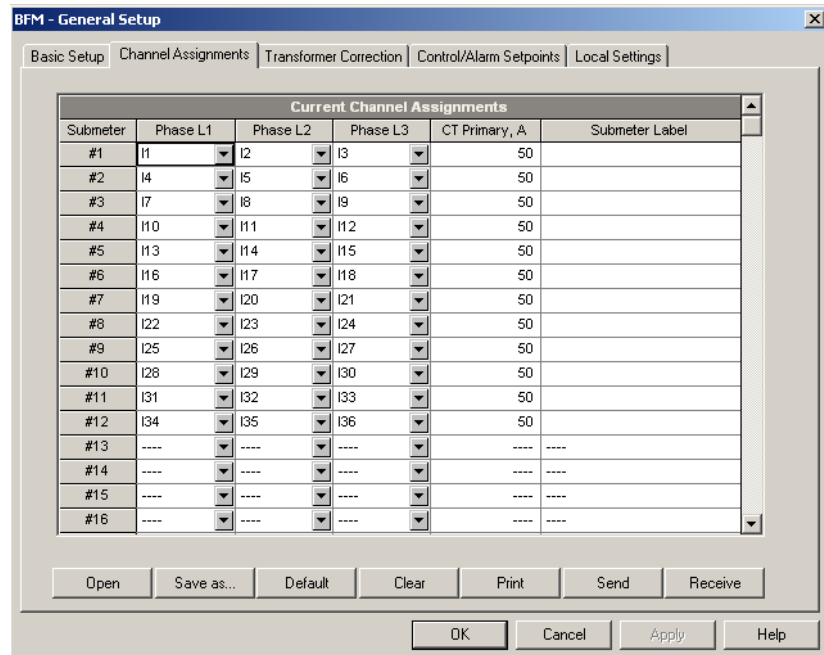 BFM - General Setup
Basic Setup Channel Assignments Transformer Correction Control/Alarm Setpoints Local Settings
Current Channel Assignments
Submeter Phase L1 Phase L2 Phase L3 CT Primary, A Submeter Label
#1 I1 I2 I3 50
#2 I4 I5 I6 50
#3 I7 I8 I9 50
#4 I10 I11 I12 50
#5 I13 I14 I15 50
#6 I16 I17 I18 50
#7 I19 I20 I21 50
#8 I22 I23 I24 50
#9 I25 I26 I27 50
#10 I28 I29 I30 50
#11 I31 I32 I33 50
#12 I34 I35 I36 50
#13 ---- ---- ---- ---- ----
#14 ---- ---- ---- ---- ----
#15 ---- ---- ---- ---- ----
#16 ---- ---- ---- ---- ----
Open Save as... Default Clear Print Send Receive
OK Cancel Apply Help